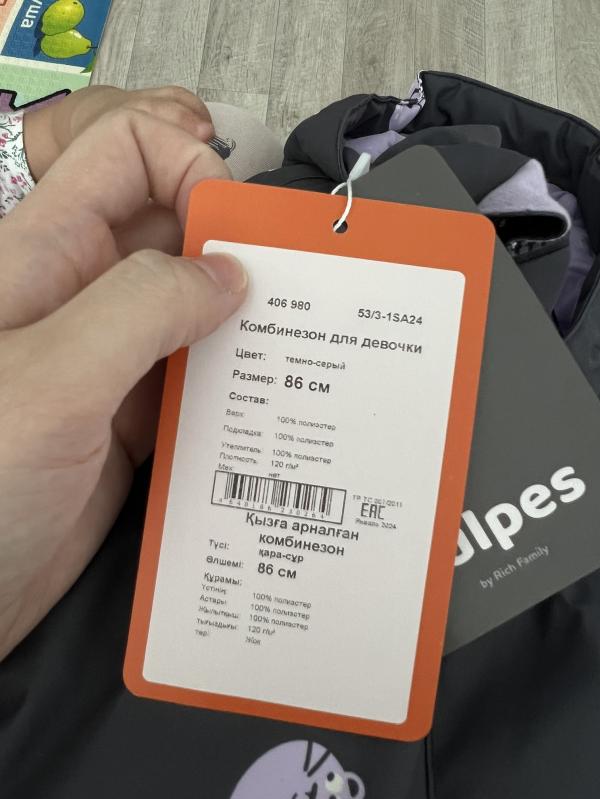 406 980 53/3-1SA24
Комбинезон для девочки
Цвет: темно-серый
Размер: 86 см
Состав:
Верх: 100% полиэстер
Подкладка: 100% полиэстер
Утеплитель: 100% полиэстер
Плотность: 120 г/м²
Мех: нет
ТР ТС 007/2011
EAC
Январь 2024
4640186230264
Қызға арналған
комбинезон
Түсі: қара-сұр
Өлшемі: 86 см
Құрамы:
Үстіңгі: 100% полиэстер
Астары: 100% полиэстер
Жылытқыш: 100% полиэстер
тығыздығы: 120 г/м²
тері: Жоқ
ulpes
by Rich Family